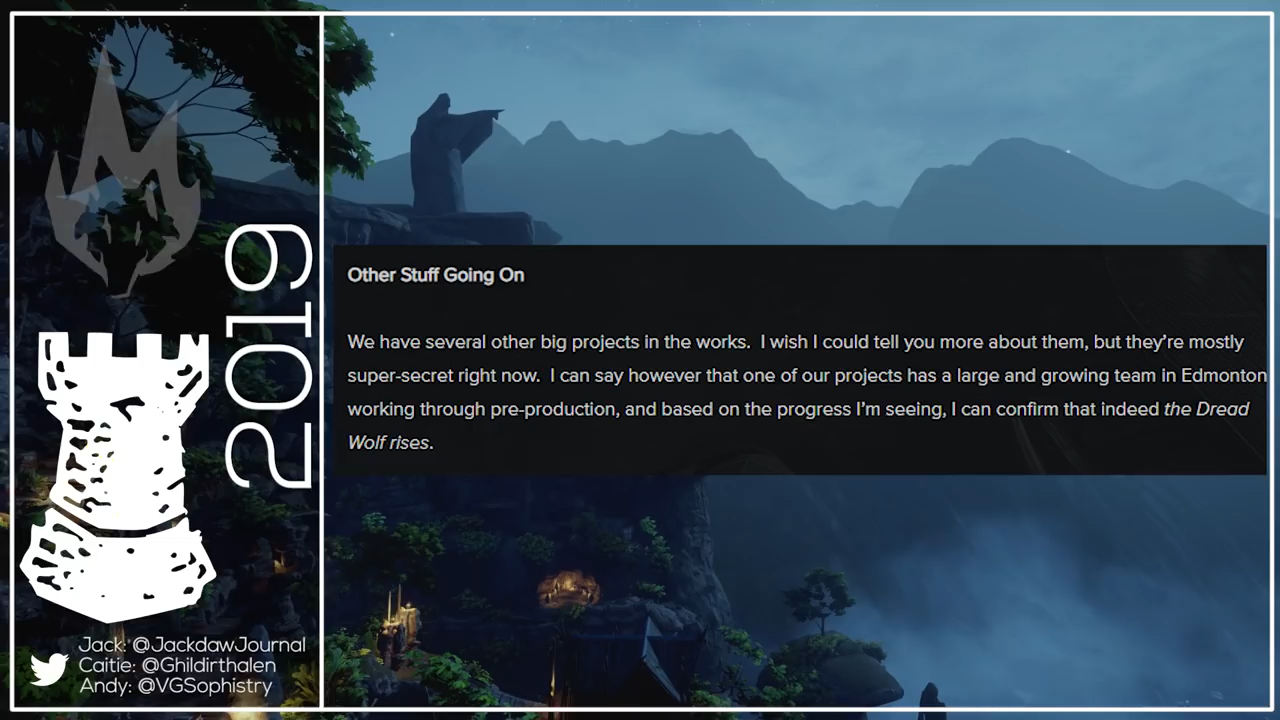 2019
Other Stuff Going On
We have several other big projects in the works.  I wish I could tell you more about them, but they're mostly
super-secret right now.  I can say however that one of our projects has a large and growing team in Edmonton
working through pre-production, and based on the progress I'm seeing, I can confirm that indeed the Dread
Wolf rises.
Jack: @JackdawJournal
Caitie: @Ghildirthalen
Andy: @VGSophistry